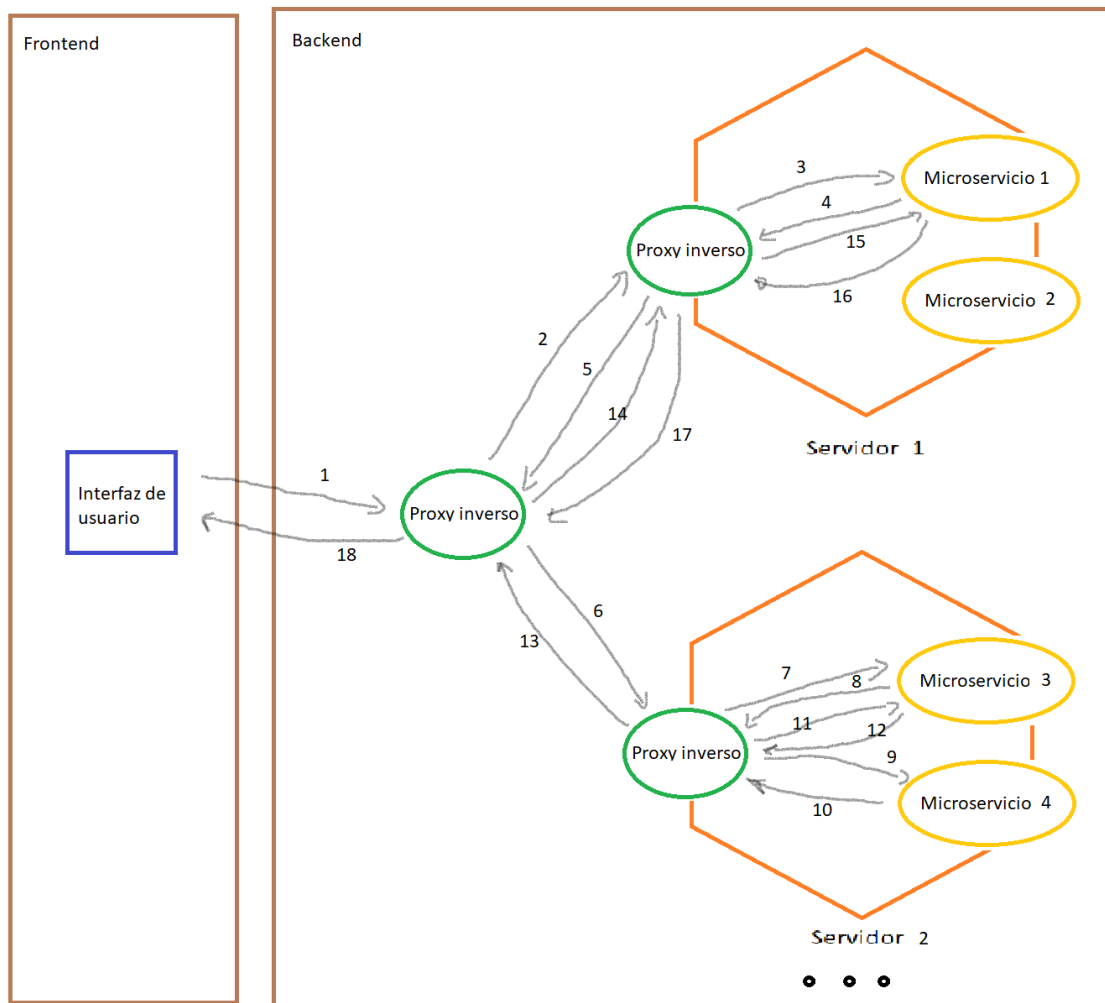 Frontend
Backend
3
Microservicio 1
4
15
Proxy inverso
16
Microservicio 2
2
5
14
17
Servidor 1
1
Interfaz de
usuario
Proxy inverso
18
6
13
7
8
Microservicio 3
11
12
Proxy inverso
9
10
Microservicio 4
Servidor 2